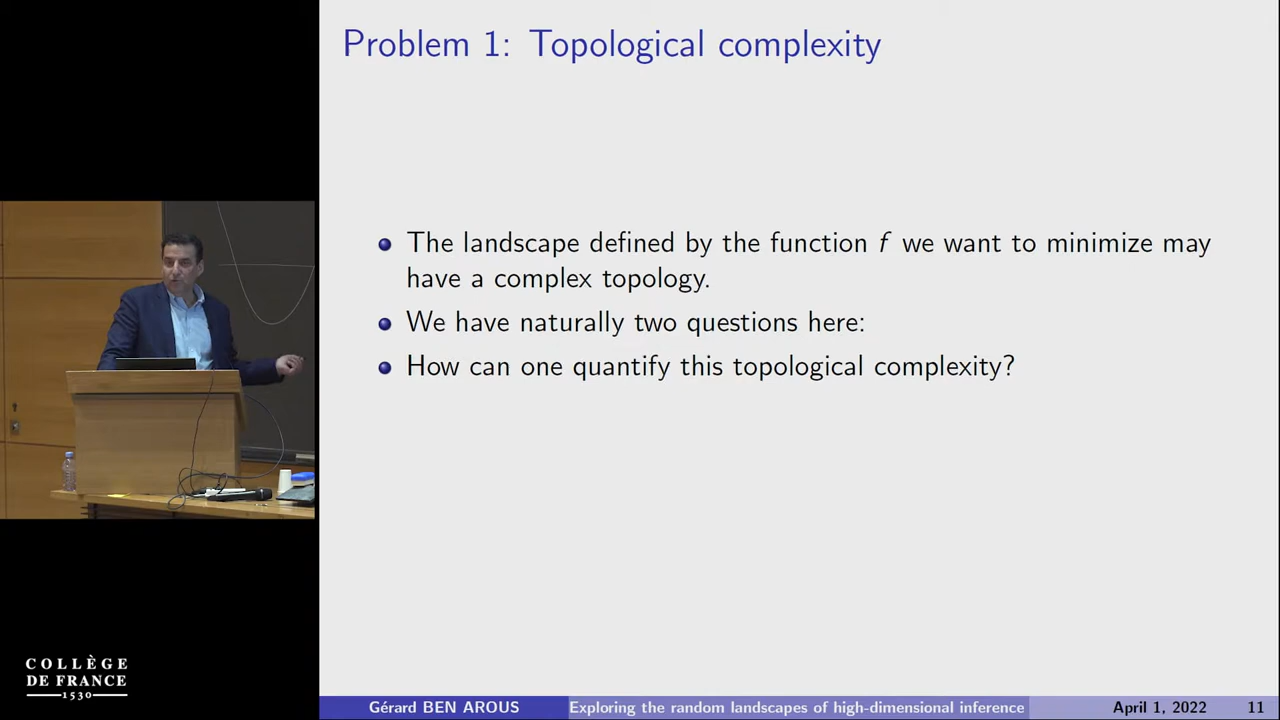 Problem 1: Topological complexity
The landscape defined by the function f we want to minimize may
have a complex topology.
We have naturally two questions here:
How can one quantify this topological complexity?
COLLÈGE
DE FRANCE
1530
Gérard BEN AROUS
Exploring the random landscapes of high-dimensional inference
April 1, 2022
11